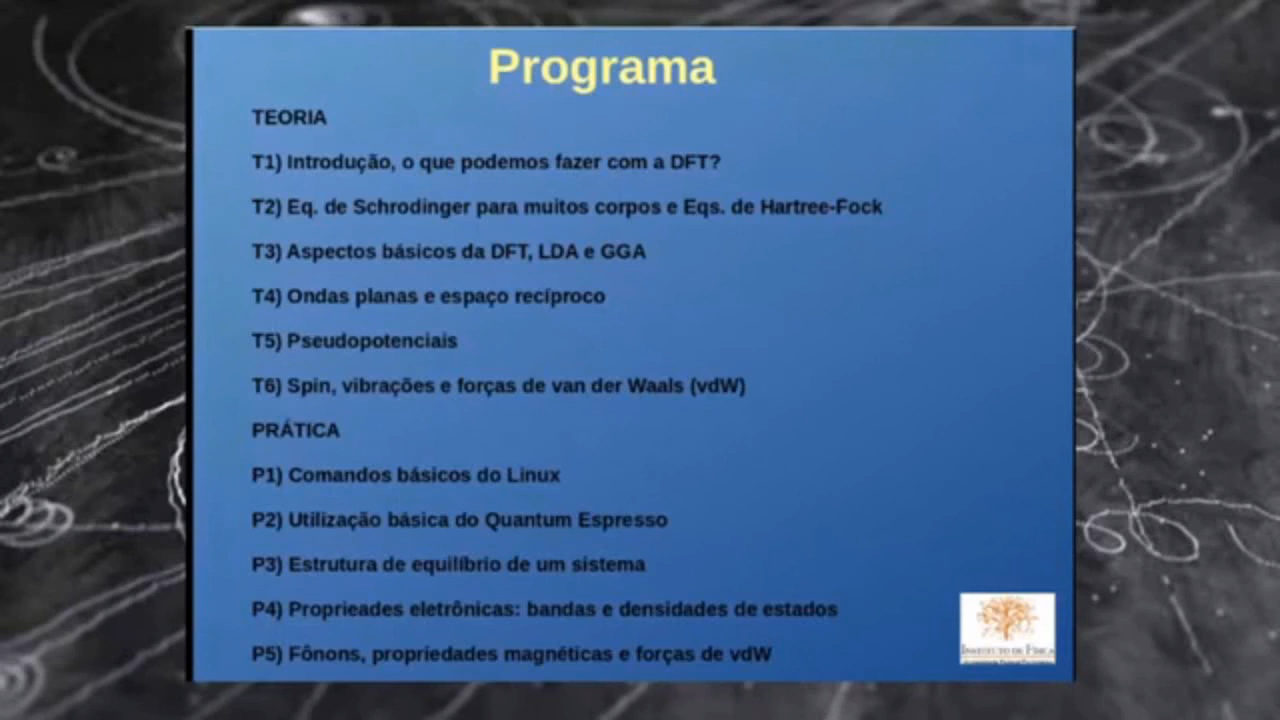 Programa
TEORIA
T1) Introdução, o que podemos fazer com a DFT?
T2) Eq. de Schrodinger para muitos corpos e Eqs. de Hartree-Fock
T3) Aspectos básicos da DFT, LDA e GGA
T4) Ondas planas e espaço recíproco
T5) Pseudopotenciais
T6) Spin, vibrações e forças de van der Waals (vdW)
PRÁTICA
P1) Comandos básicos do Linux
P2) Utilização básica do Quantum Espresso
P3) Estrutura de equilíbrio de um sistema
P4) Proprieades eletrônicas: bandas e densidades de estados
P5) Fônons, propriedades magnéticas e forças de vdW
INSTITUTO DE FÍSICA